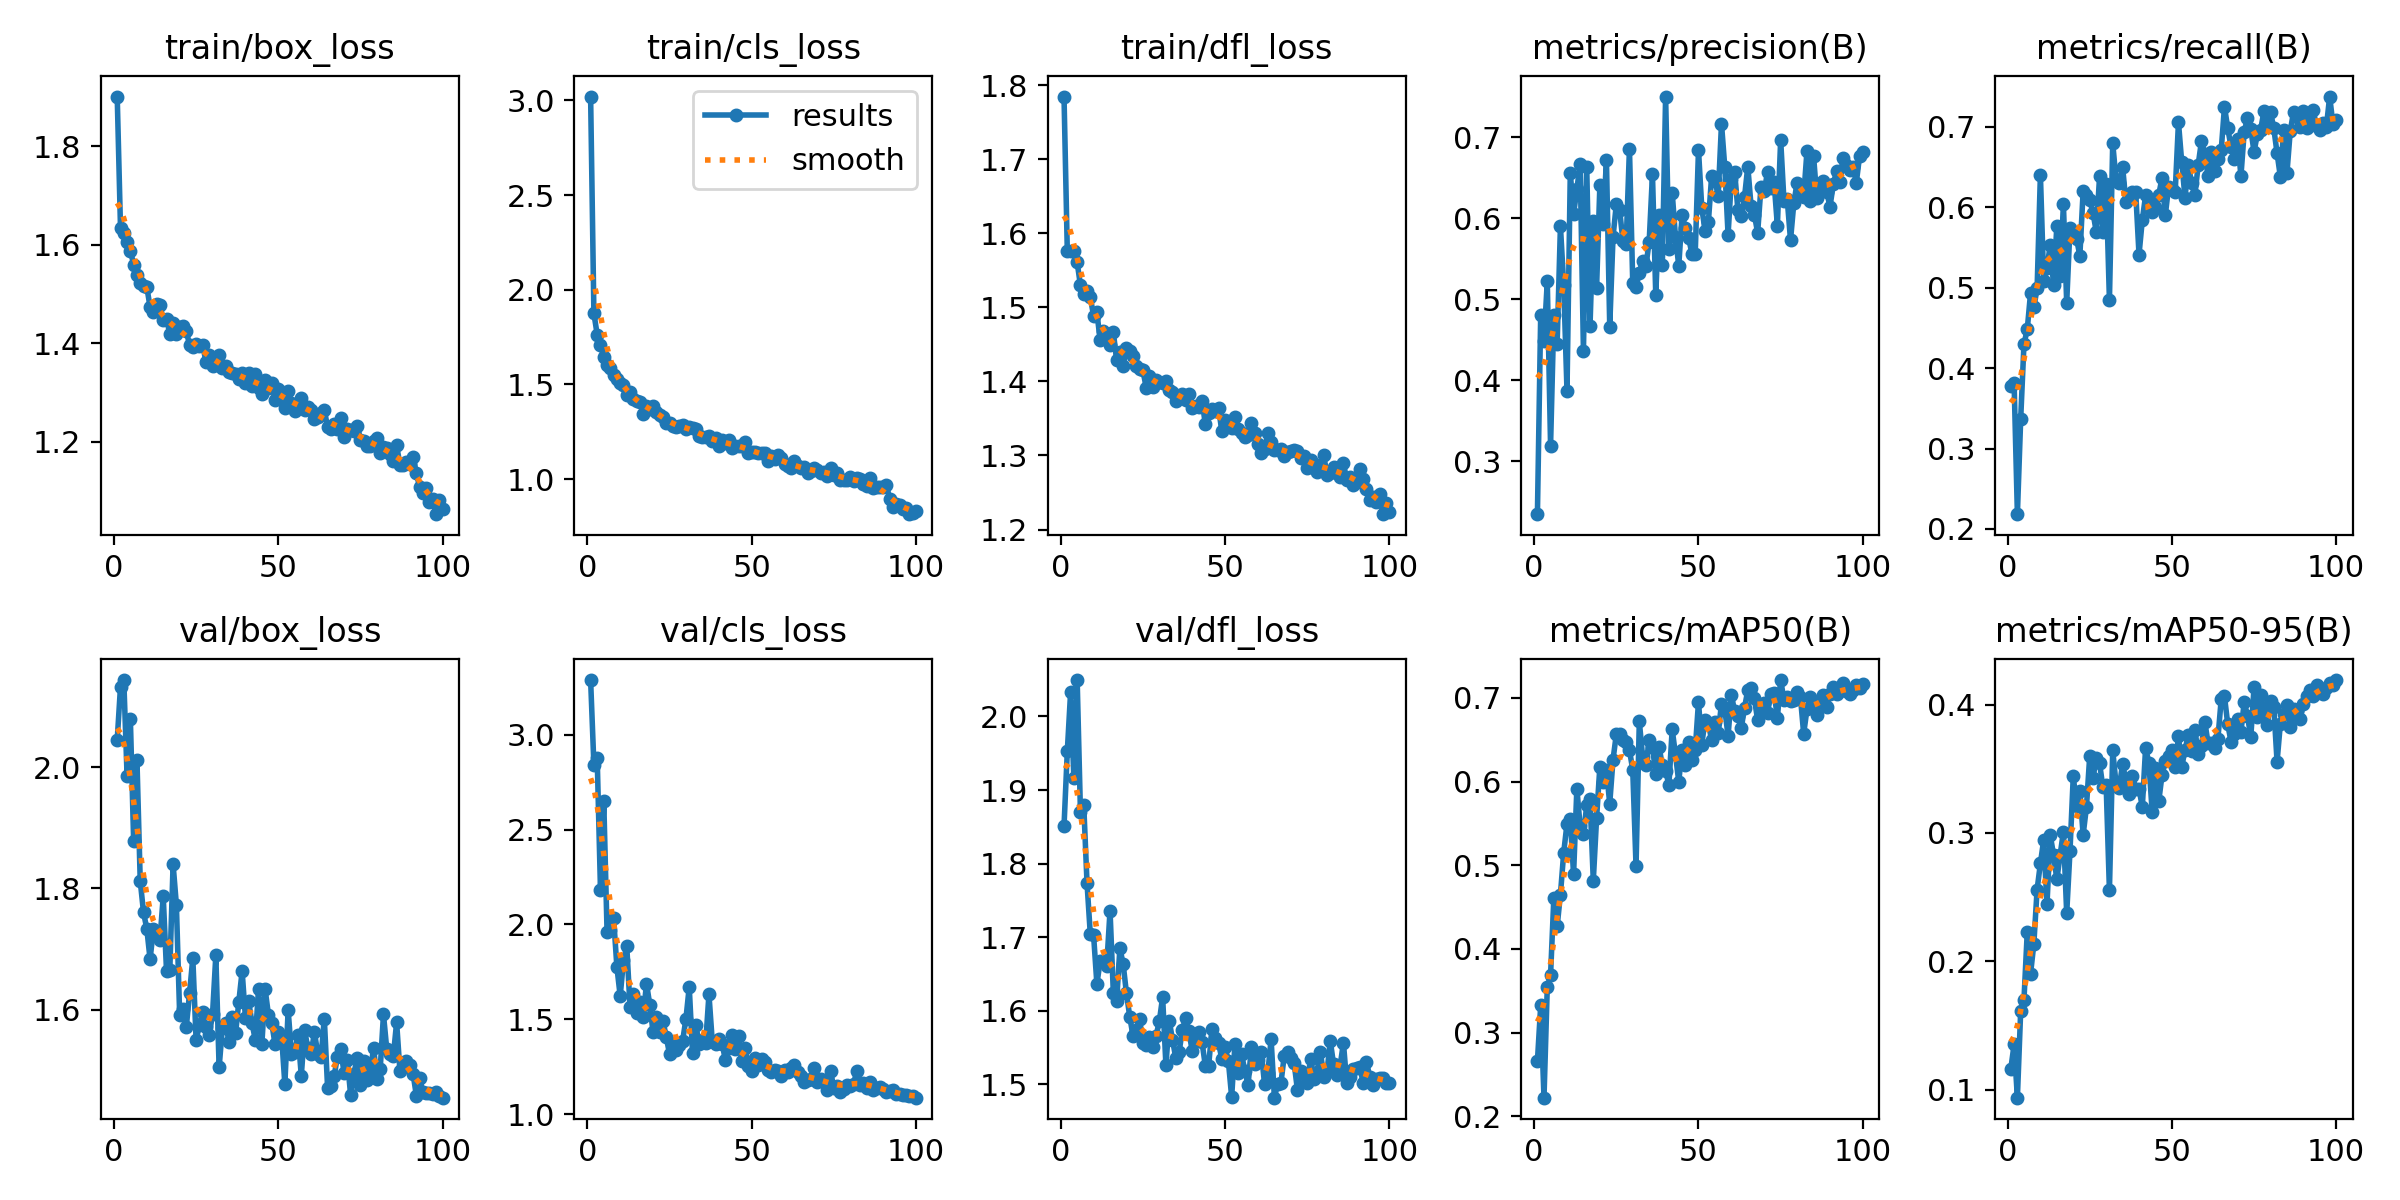 train/box_loss
1.8
1.6
1.4
1.2
0 50 100
train/cls_loss
results
smooth
3.0
2.5
2.0
1.5
1.0
0 50 100
train/dfl_loss
1.8
1.7
1.6
1.5
1.4
1.3
1.2
0 50 100
metrics/precision(B)
0.7
0.6
0.5
0.4
0.3
0 50 100
metrics/recall(B)
0.7
0.6
0.5
0.4
0.3
0.2
0 50 100
val/box_loss
2.0
1.8
1.6
0 50 100
val/cls_loss
3.0
2.5
2.0
1.5
1.0
0 50 100
val/dfl_loss
2.0
1.9
1.8
1.7
1.6
1.5
0 50 100
metrics/mAP50(B)
0.7
0.6
0.5
0.4
0.3
0.2
0 50 100
metrics/mAP50-95(B)
0.4
0.3
0.2
0.1
0 50 100